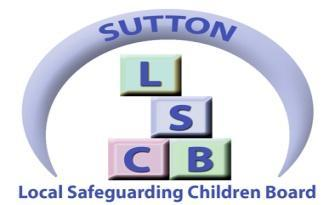 SUTTON
L
S
C B
Local Safeguarding Children Board